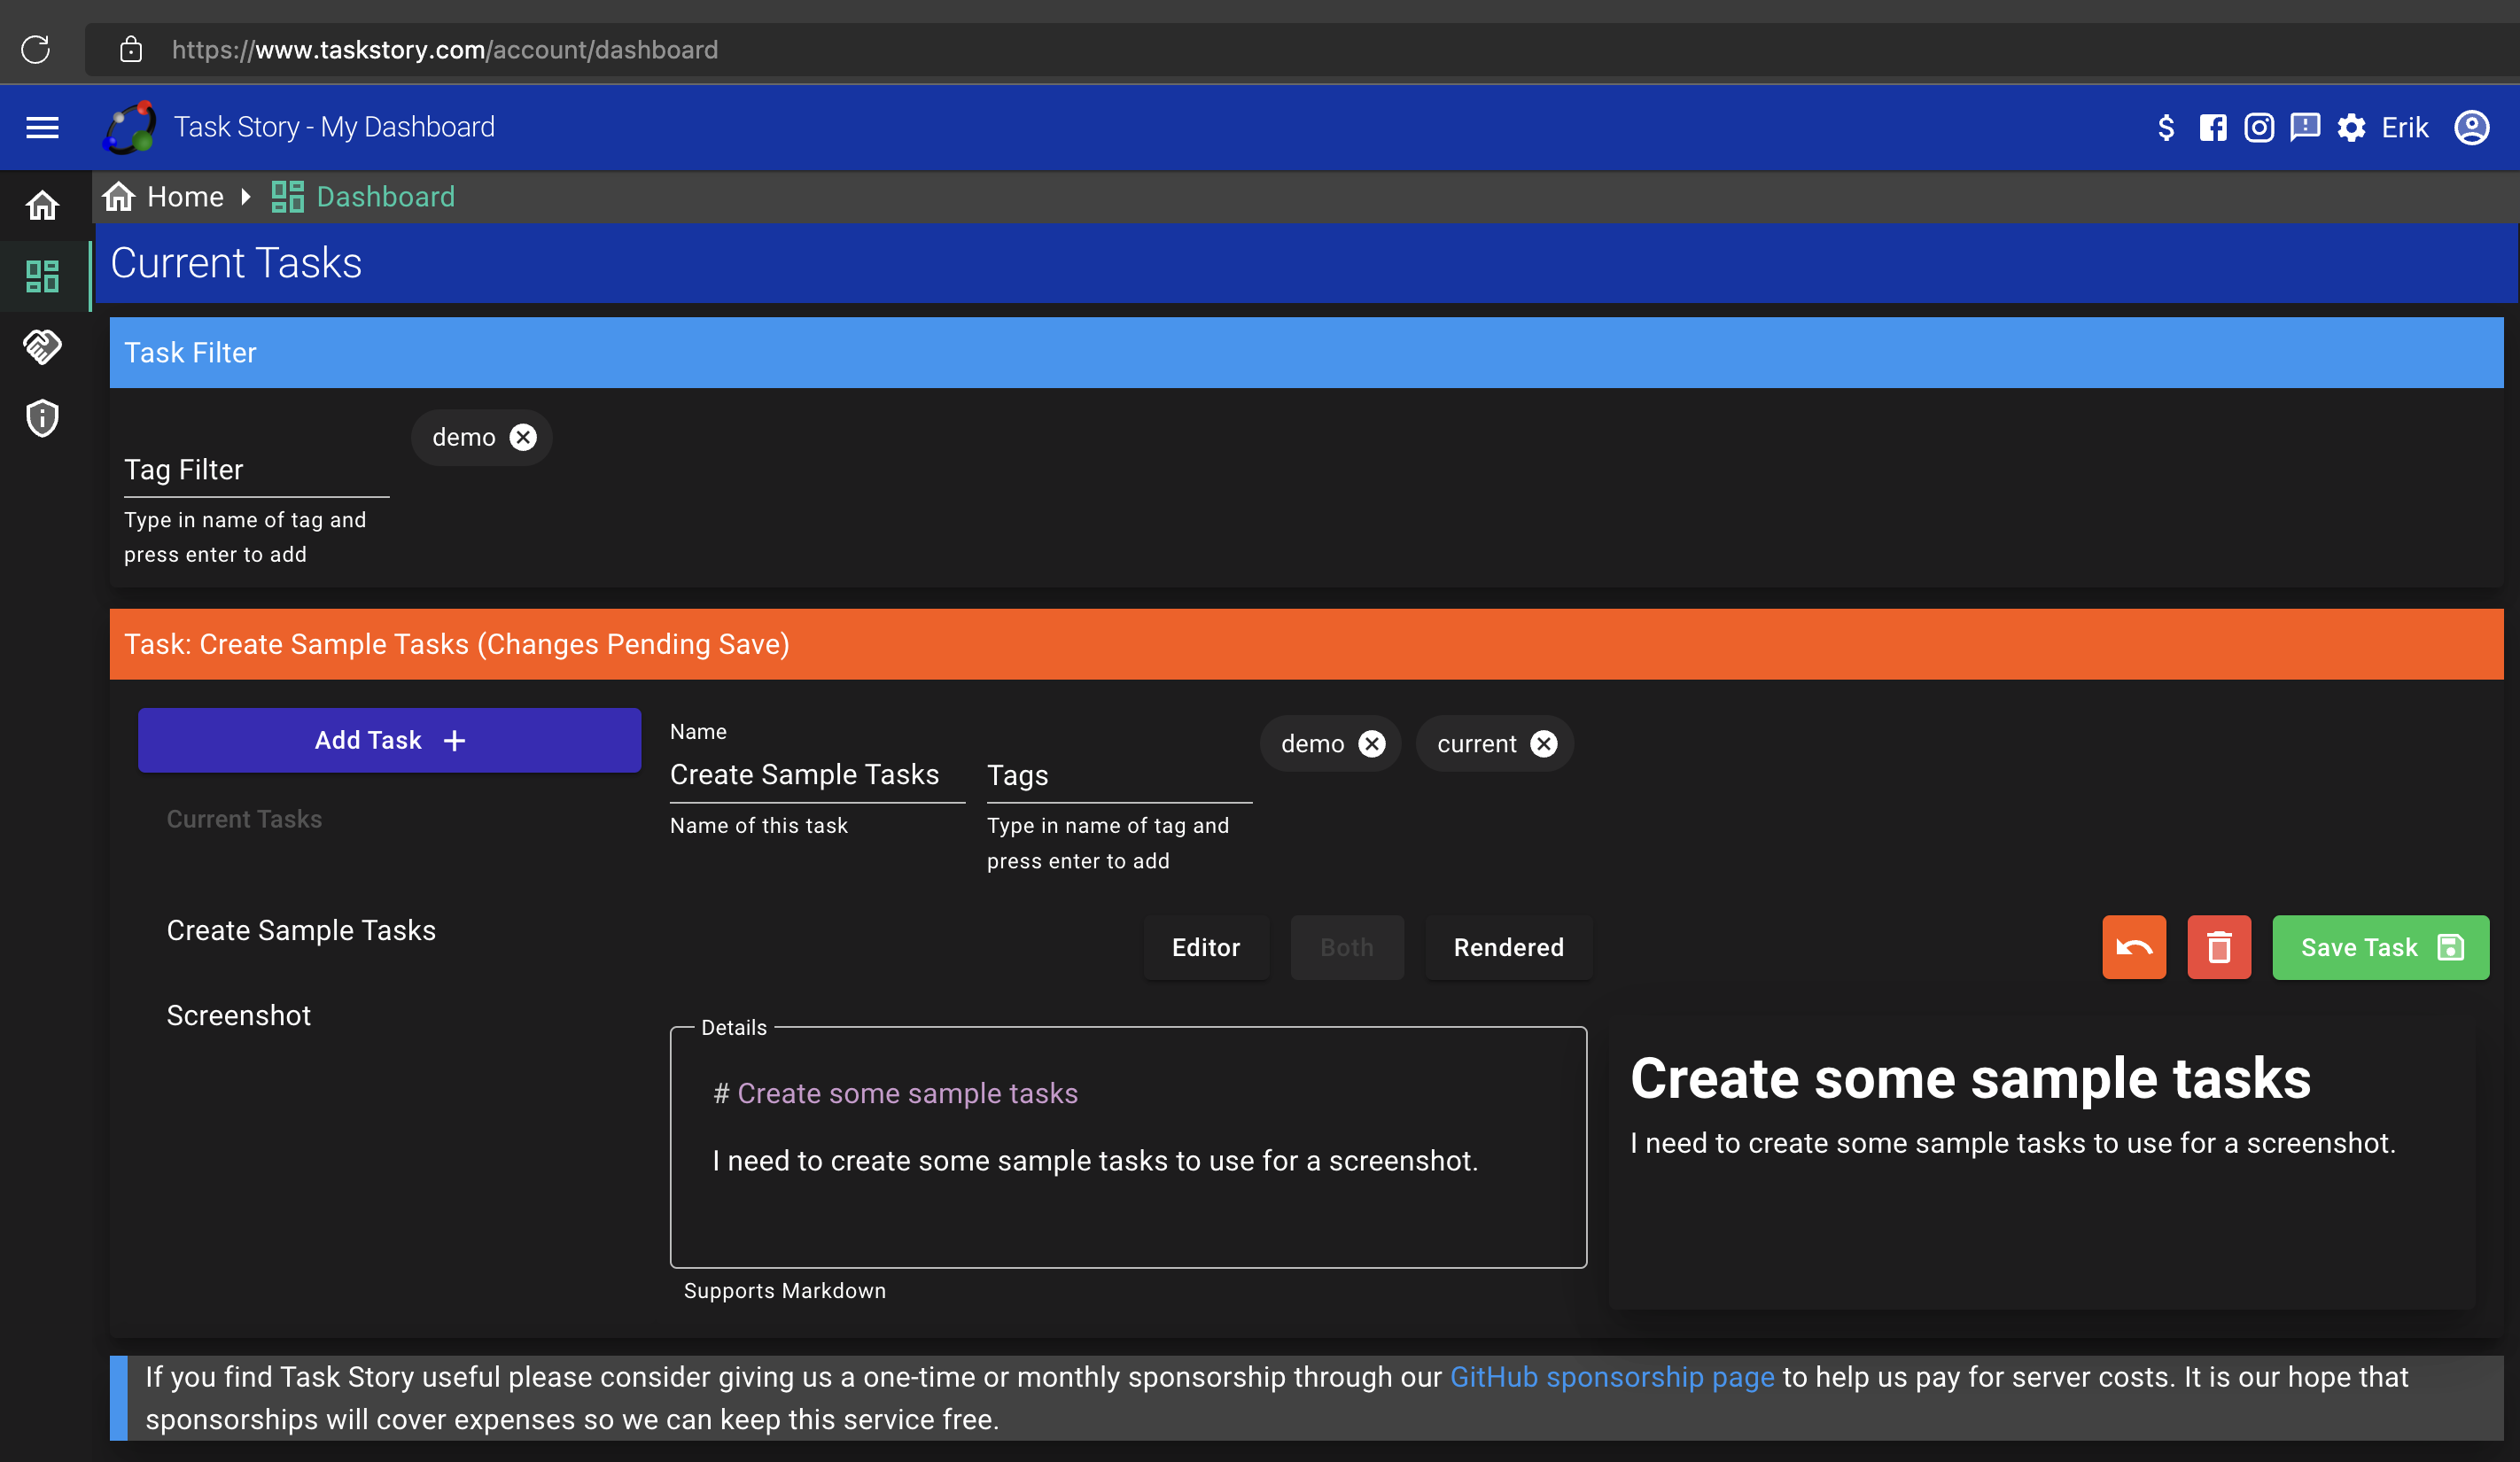 https://www.taskstory.com/account/dashboard
Task Story - My Dashboard
Erik
Home
Dashboard
Current Tasks
Task Filter
demo
Tag Filter
Type in name of tag and
press enter to add
Task: Create Sample Tasks (Changes Pending Save)
Add Task
Current Tasks
Create Sample Tasks
Screenshot
Name
Create Sample Tasks
Name of this task
Tags
Type in name of tag and
press enter to add
demo
current
Editor
Both
Rendered
Save Task
Details
# Create some sample tasks
I need to create some sample tasks to use for a screenshot.
Supports Markdown
Create some sample tasks
I need to create some sample tasks to use for a screenshot.
If you find Task Story useful please consider giving us a one-time or monthly sponsorship through our GitHub sponsorship page to help us pay for server costs. It is our hope that
sponsorships will cover expenses so we can keep this service free.